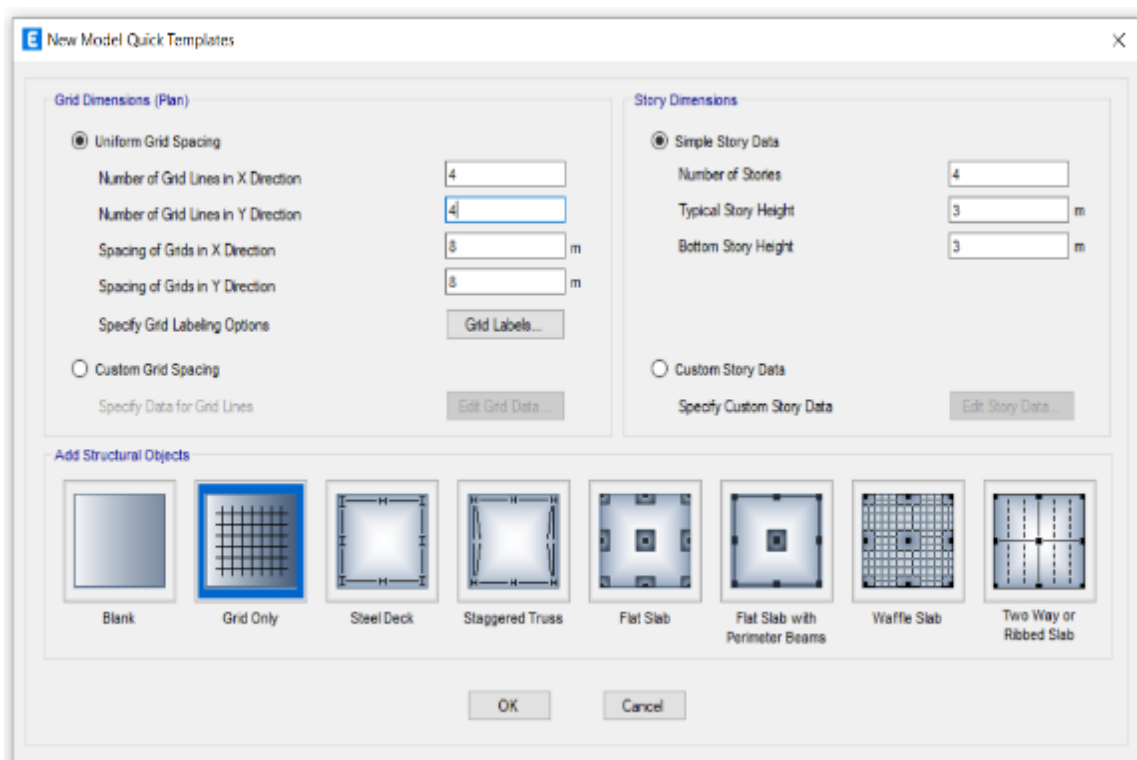 E New Model Quick Templates
Grid Dimensions (Plan)
Uniform Grid Spacing
Number of Grid Lines in X Direction 4
Number of Grid Lines in Y Direction 4
Spacing of Grids in X Direction 8 m
Spacing of Grids in Y Direction 8 m
Specify Grid Labeling Options Grid Labels...
Custom Grid Spacing
Specify Data for Grid Lines Edit Grid Data...
Story Dimensions
Simple Story Data
Number of Stories 4
Typical Story Height 3 m
Bottom Story Height 3 m
Custom Story Data
Specify Custom Story Data Edit Story Data...
Add Structural Objects
Blank
Grid Only
Steel Deck
Staggered Truss
Flat Slab
Flat Slab with
Perimeter Beams
Waffle Slab
Two Way or
Ribbed Slab
OK Cancel